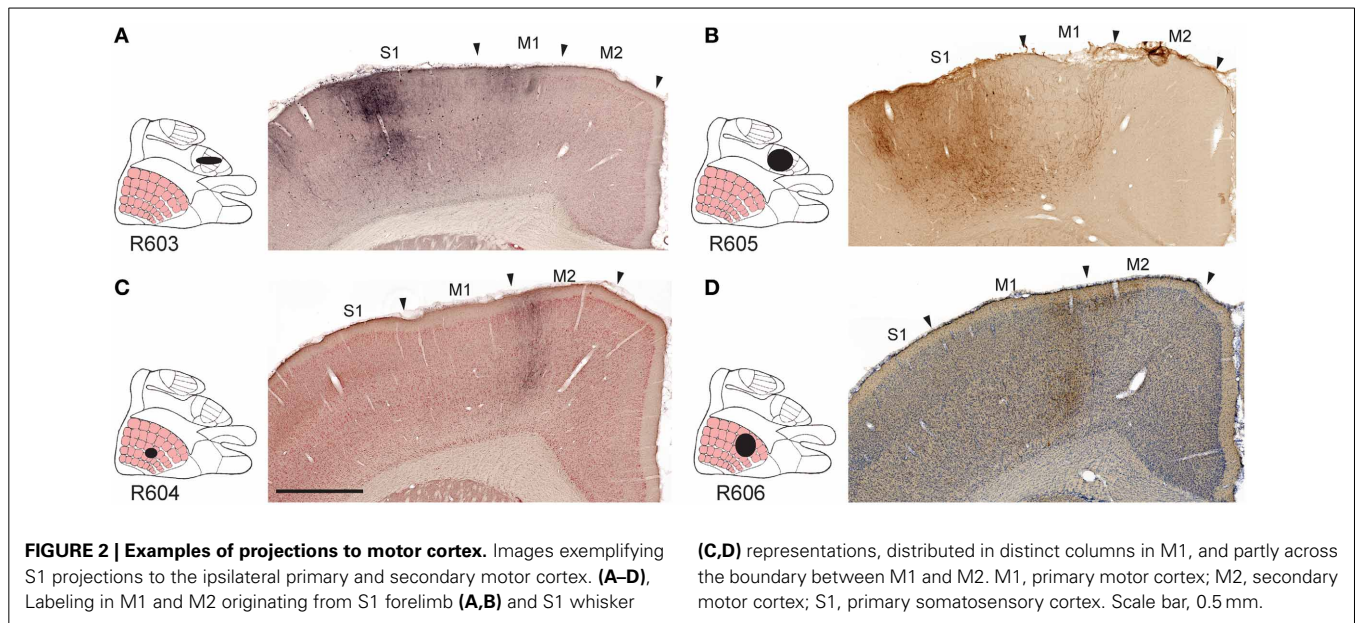 A
S1
M1
M2
R603
B
S1
M1
M2
R605
C
S1
M1
M2
R604
D
S1
M1
M2
R606
FIGURE 2 | Examples of projections to motor cortex. Images exemplifying
S1 projections to the ipsilateral primary and secondary motor cortex. (A–D),
Labeling in M1 and M2 originating from S1 forelimb (A,B) and S1 whisker
(C,D) representations, distributed in distinct columns in M1, and partly across
the boundary between M1 and M2. M1, primary motor cortex; M2, secondary
motor cortex; S1, primary somatosensory cortex. Scale bar, 0.5 mm.